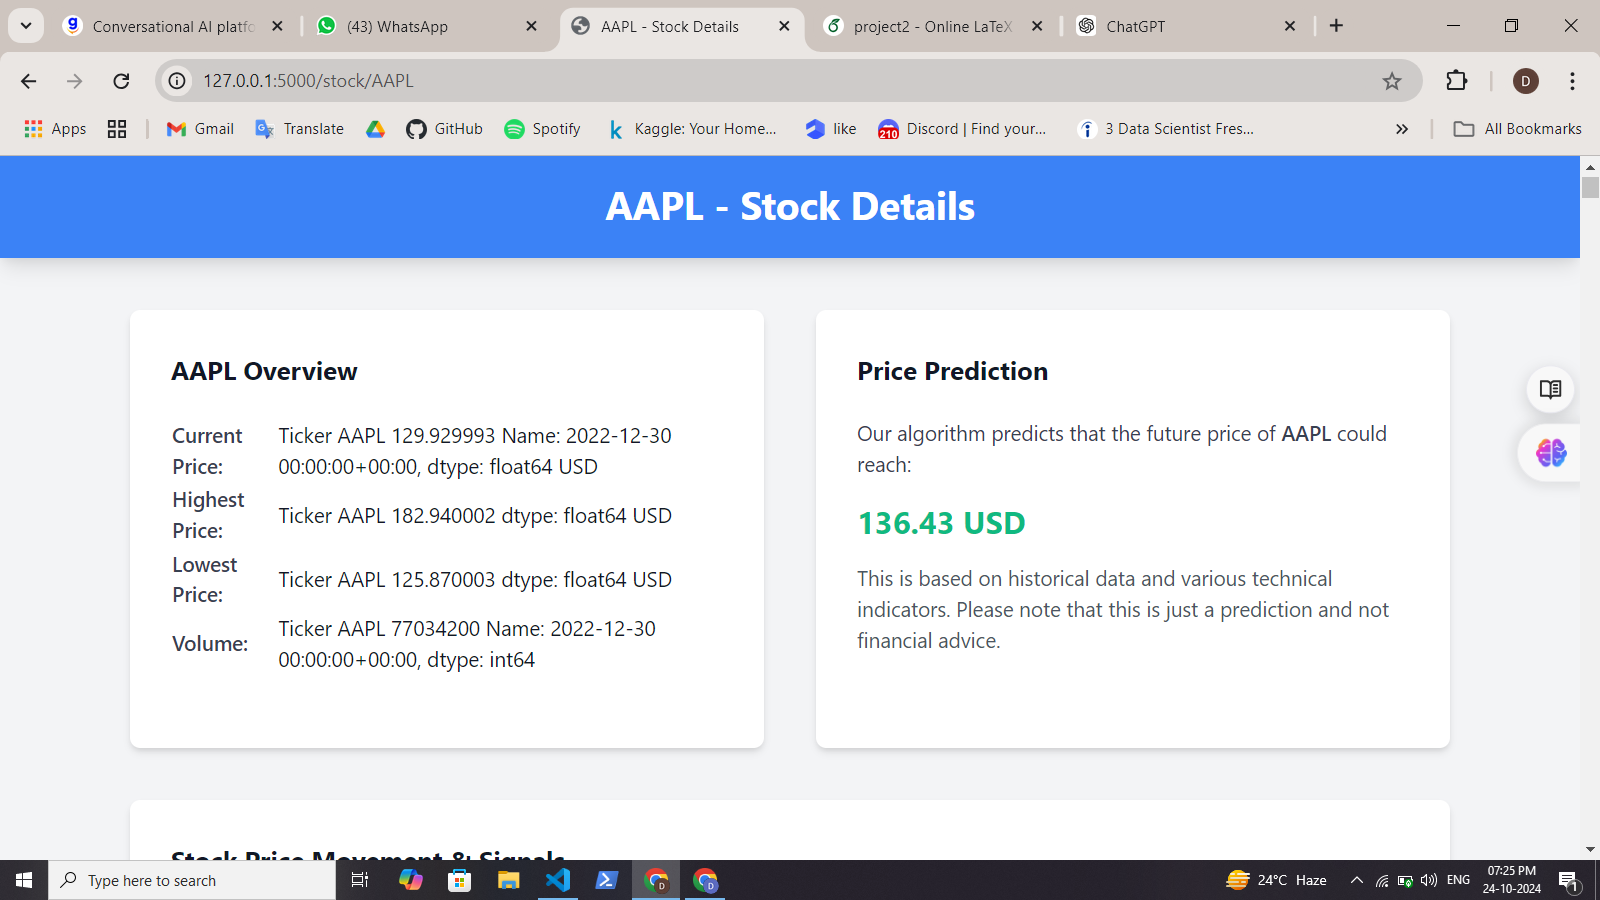 Conversational AI platfo
(43) WhatsApp
AAPL - Stock Details
project2 - Online LaTeX
ChatGPT
127.0.0.1:5000/stock/AAPL
D
Apps
Gmail
Translate
GitHub
Spotify
Kaggle: Your Home...
like
210
Discord | Find your...
3 Data Scientist Fres...
All Bookmarks
AAPL - Stock Details
AAPL Overview
Current Price:
Ticker AAPL 129.929993 Name: 2022-12-30
00:00:00+00:00, dtype: float64 USD
Highest Price:
Ticker AAPL 182.940002 dtype: float64 USD
Lowest Price:
Ticker AAPL 125.870003 dtype: float64 USD
Volume:
Ticker AAPL 77034200 Name: 2022-12-30
00:00:00+00:00, dtype: int64
Price Prediction
Our algorithm predicts that the future price of AAPL could
reach:
136.43 USD
This is based on historical data and various technical
indicators. Please note that this is just a prediction and not
financial advice.
Stock Price Movement & Signals
Type here to search
D
D
24°C Haze
ENG
07:25 PM
24-10-2024
1